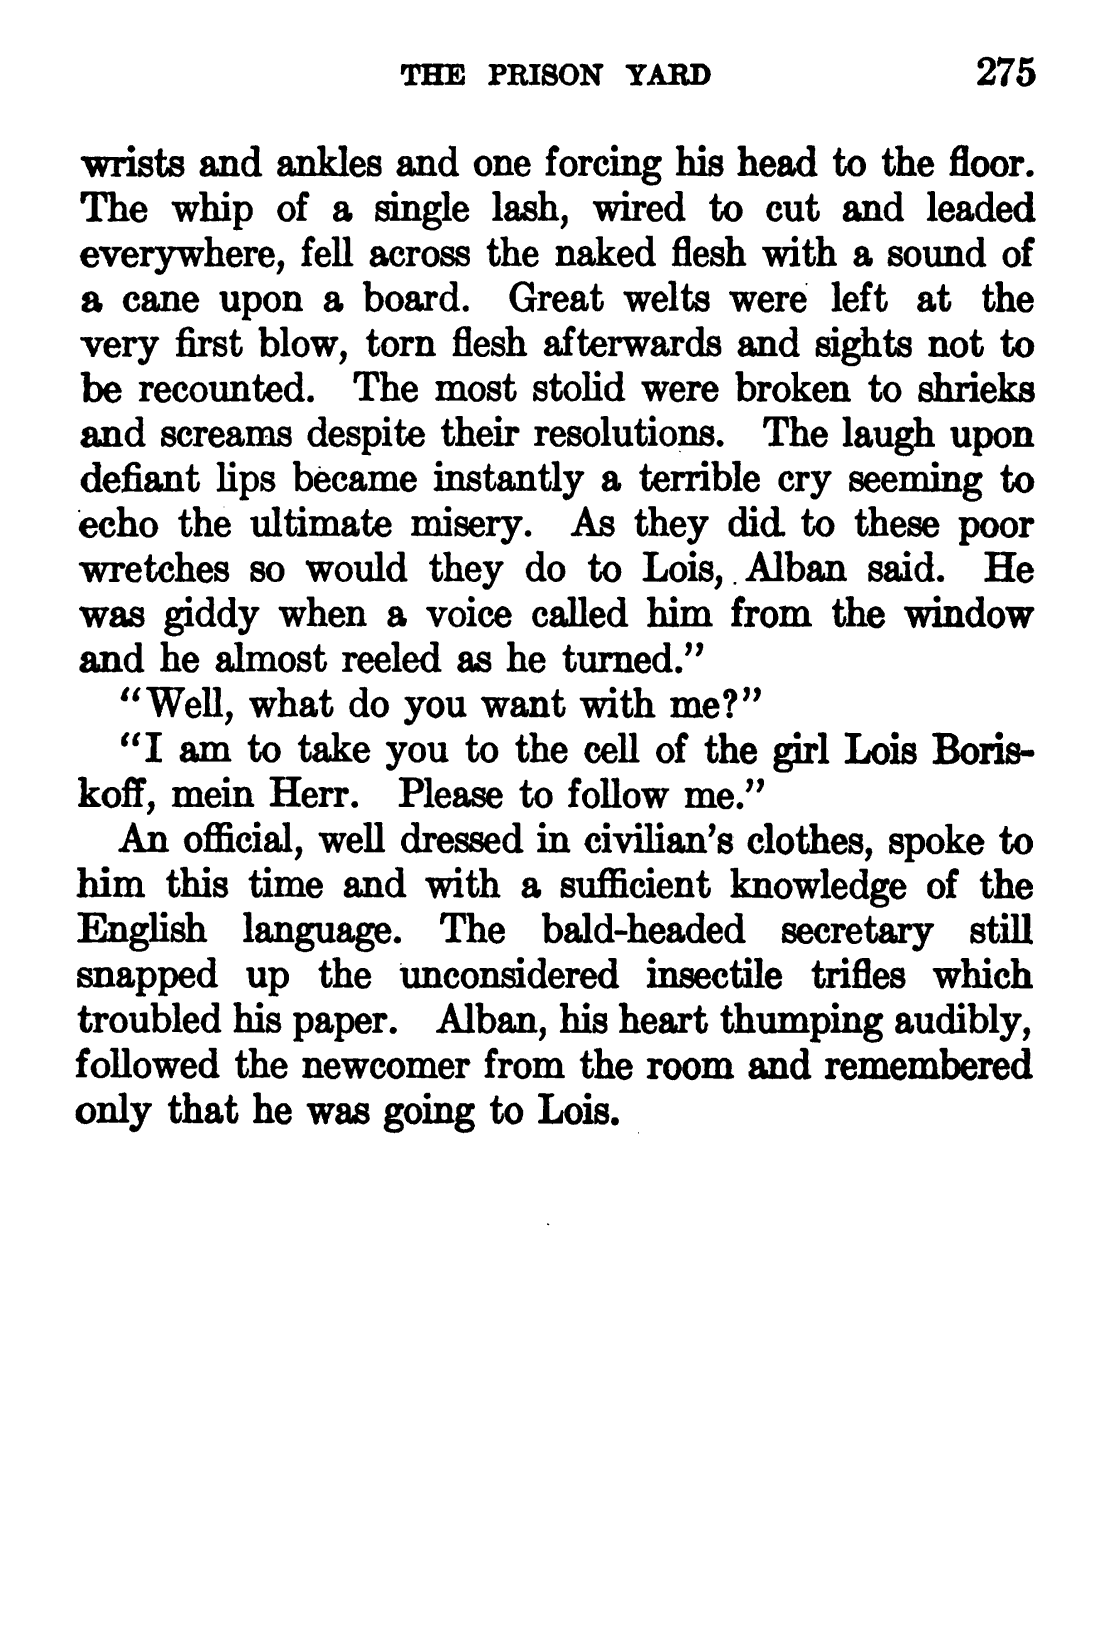 THE PRISON YARD 275
wrists and ankles and one forcing his head to the floor.
The whip of a single lash, wired to cut and leaded
everywhere, fell across the naked flesh with a sound of
a cane upon a board. Great welts were left at the
very first blow, torn flesh afterwards and sights not to
be recounted. The most stolid were broken to shrieks
and screams despite their resolutions. The laugh upon
defiant lips became instantly a terrible cry seeming to
echo the ultimate misery. As they did to these poor
wretches so would they do to Lois, Alban said. He
was giddy when a voice called him from the window
and he almost reeled as he turned.”
“Well, what do you want with me?”
“I am to take you to the cell of the girl Lois Boris-
koff, mein Herr. Please to follow me.”
An official, well dressed in civilian’s clothes, spoke to
him this time and with a sufficient knowledge of the
English language. The bald-headed secretary still
snapped up the unconsidered insectile trifles which
troubled his paper. Alban, his heart thumping audibly,
followed the newcomer from the room and remembered
only that he was going to Lois.